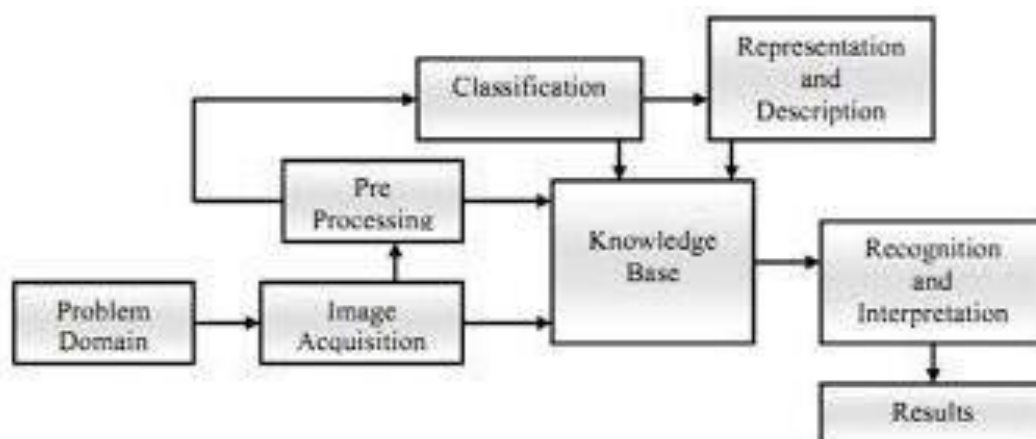 Representation
and
Description
Classification
Pre
Processing
Knowledge
Base
Recognition
and
Interpretation
Problem
Domain
Image
Acquisition
Results